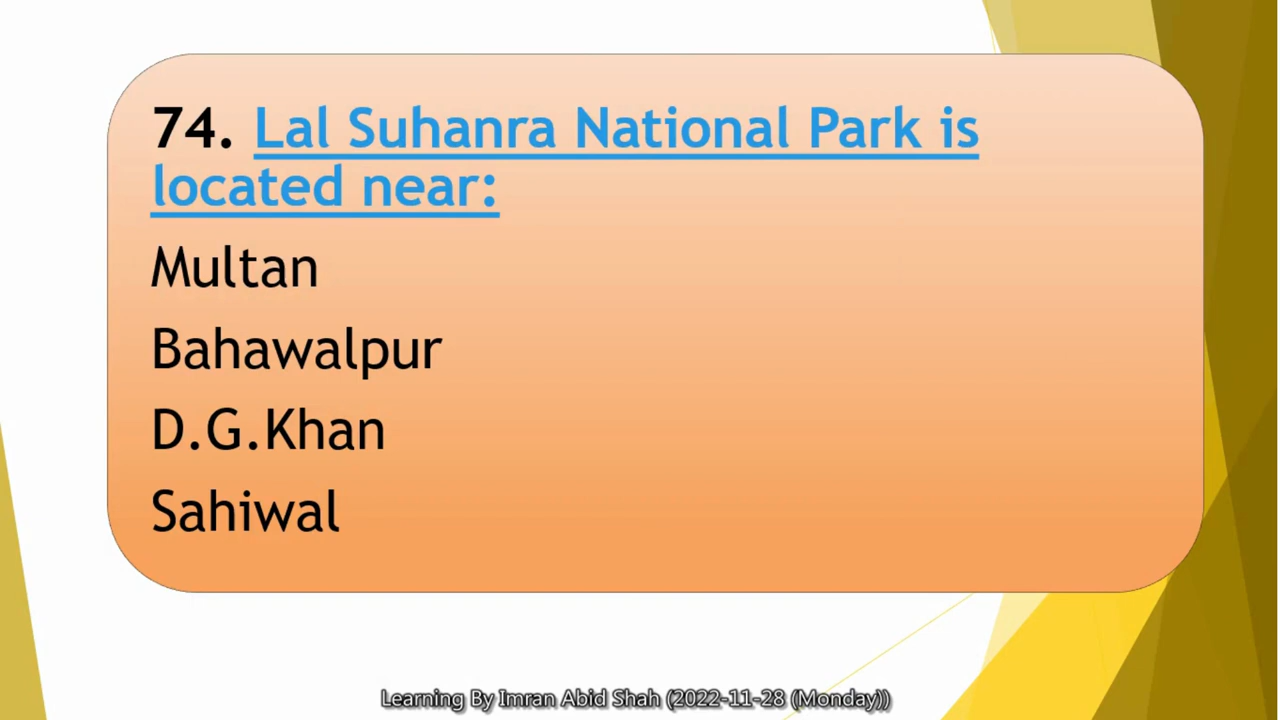 74. Lal Suhanra National Park is
located near:
Multan
Bahawalpur
D.G.Khan
Sahiwal
Learning By Imran Abid Shah (2022-11-28 (Monday))